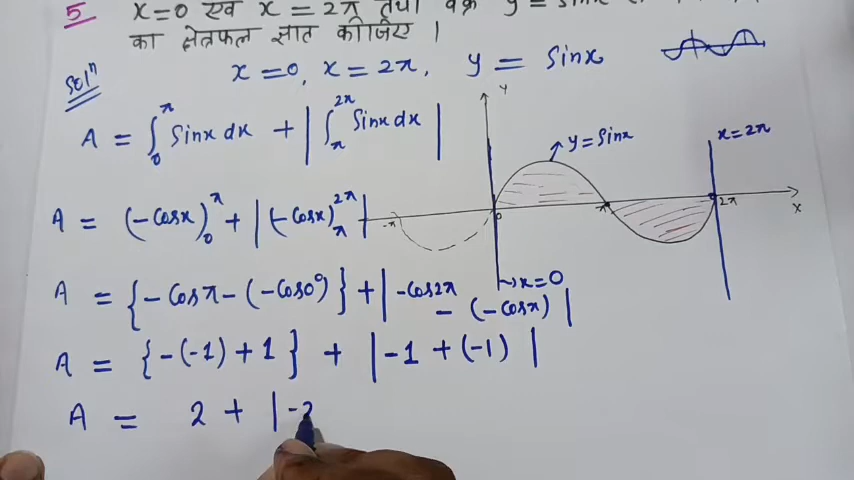 5 x=0 एवं x = 2π तथा वक्र y =
का क्षेत्रफल ज्ञात कीजिए ।
Solⁿ x=0, x = 2π, y = Sinx
A = ∫₀^π Sinx dx + | ∫_π^2π Sinx dx |
A = (-Cosx)₀^π + | (-Cosx)_π^2π |
A = {-Cosπ-(-Cos0°)} + | -Cos2π - (-Cosπ) |
A = {-(-1)+1} + | -1 + (-1) |
A = 2 + | -2
Y
y=Sinx
x=2π
-π 0 π 2π
X
x=0